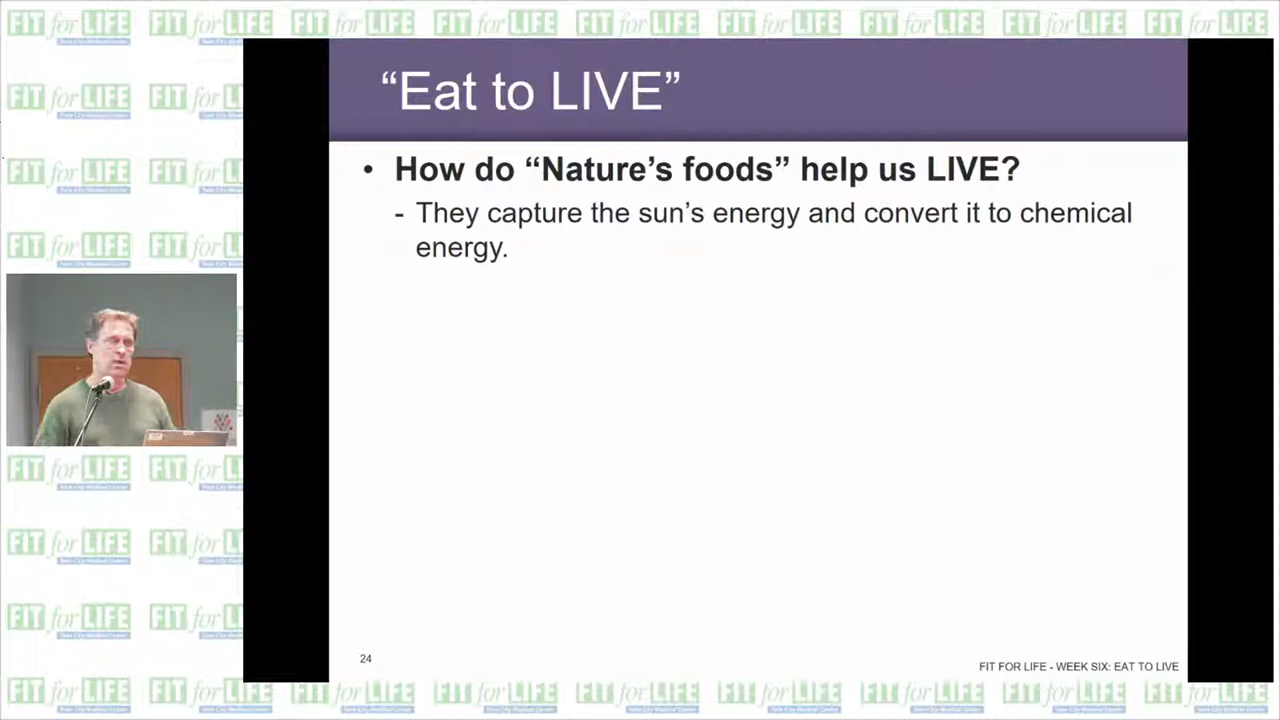 FIT for LIFE
"Eat to LIVE"
• How do "Nature's foods" help us LIVE?
- They capture the sun's energy and convert it to chemical
energy.
24
FIT FOR LIFE - WEEK SIX: EAT TO LIVE